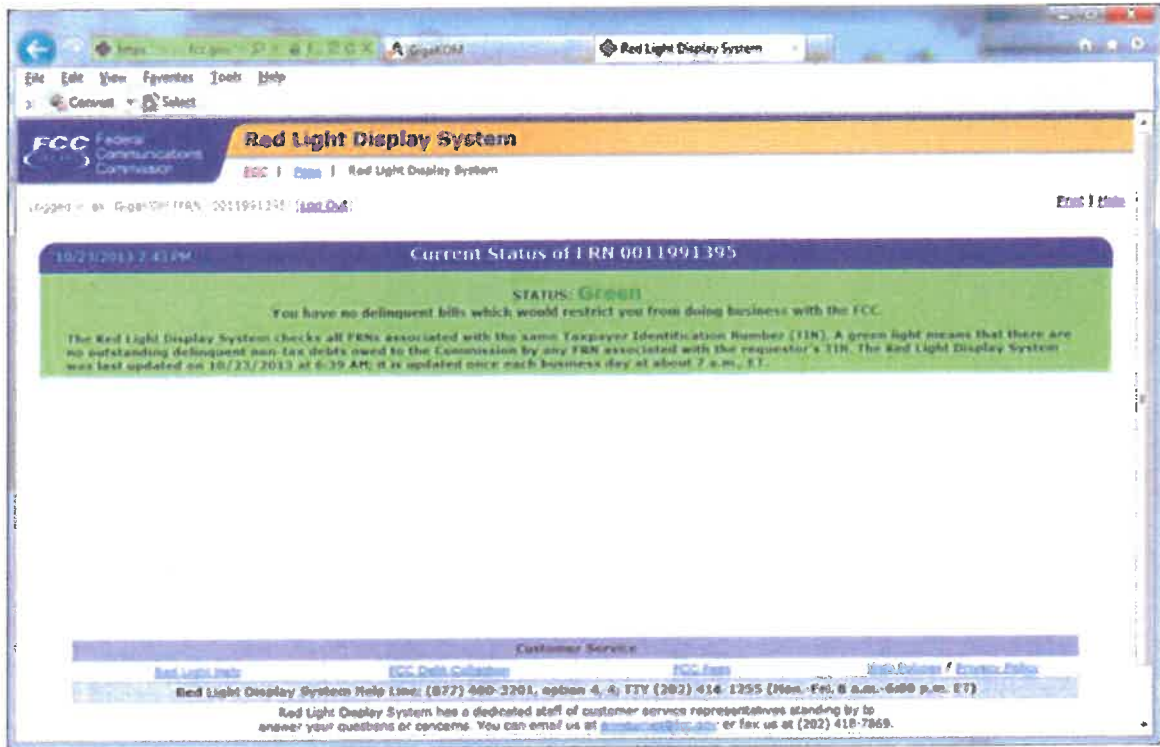 GigaKOM
Red Light Display System
File Edit View Favorites Tools Help
Convert Select
FCC Federal Communications Commission
Red Light Display System
FCC | Fees | Red Light Display System
Logged in as: GigaKOM (FRN: 0011991395) [Log Out]
Print | Help
10/23/2013 2:43 PM
Current Status of FRN 0011991395
STATUS: Green
You have no delinquent bills which would restrict you from doing business with the FCC.
The Red Light Display System checks all FRNs associated with the same Taxpayer Identification Number (TIN). A green light means that there are
no outstanding delinquent non-tax debts owed to the Commission by any FRN associated with the requestor's TIN. The Red Light Display System
was last updated on 10/23/2013 at 6:39 AM; it is updated once each business day at about 7 a.m., ET.
Customer Service
Red Light Help FCC Debt Collection FCC Fees Web Policies / Privacy Policy
Red Light Display System Help Line: (877) 480-3201, option 4, 4; TTY (202) 414-1255 (Mon.-Fri. 8 a.m.-6:00 p.m. ET)
Red Light Display System has a dedicated staff of customer service representatives standing by to
answer your questions or concerns. You can email us at or fax us at (202) 418-7869.